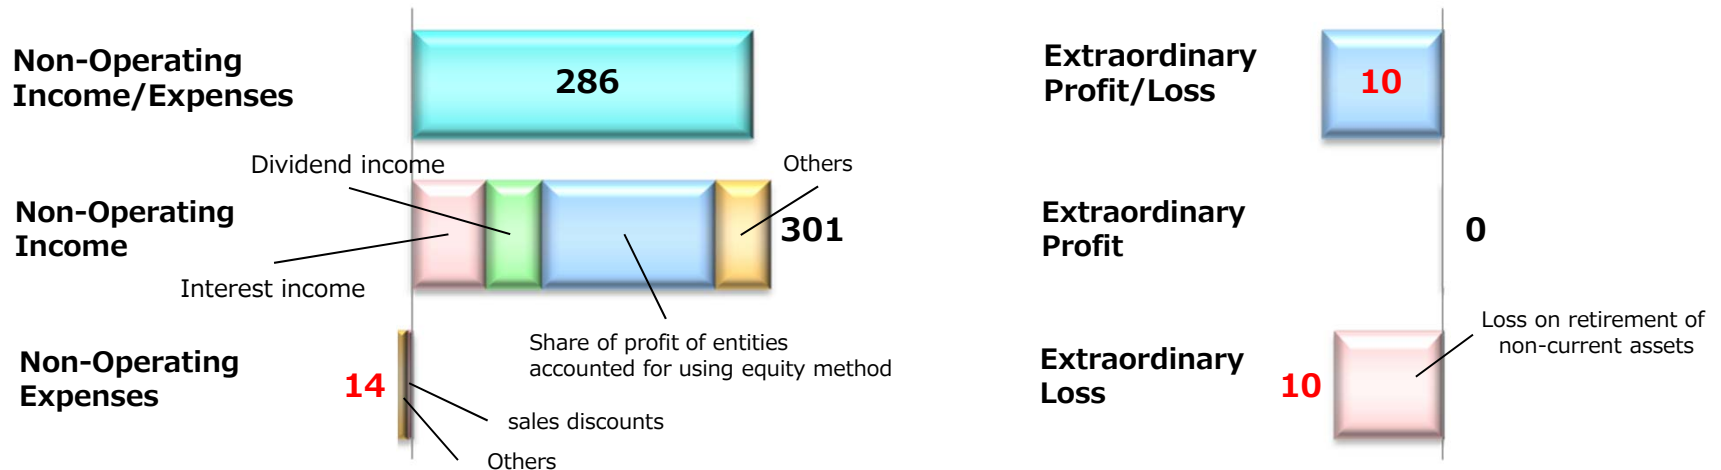 Non-Operating
Income/Expenses
286
Dividend income
Others
Non-Operating
Income
301
Interest income
Share of profit of entities
accounted for using equity method
Non-Operating
Expenses
14
sales discounts
Others
Extraordinary
Profit/Loss
10
Extraordinary
Profit
0
Loss on retirement of
non-current assets
Extraordinary
Loss
10